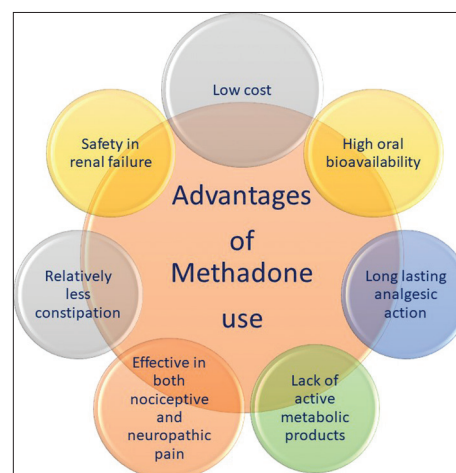 Low cost
High oral
bioavailability
Long lasting
analgesic
action
Lack of
active
metabolic
products
Effective in
both
nociceptive
and
neuropathic
pain
Relatively
less
constipation
Safety in
renal failure
Advantages
of
Methadone
use